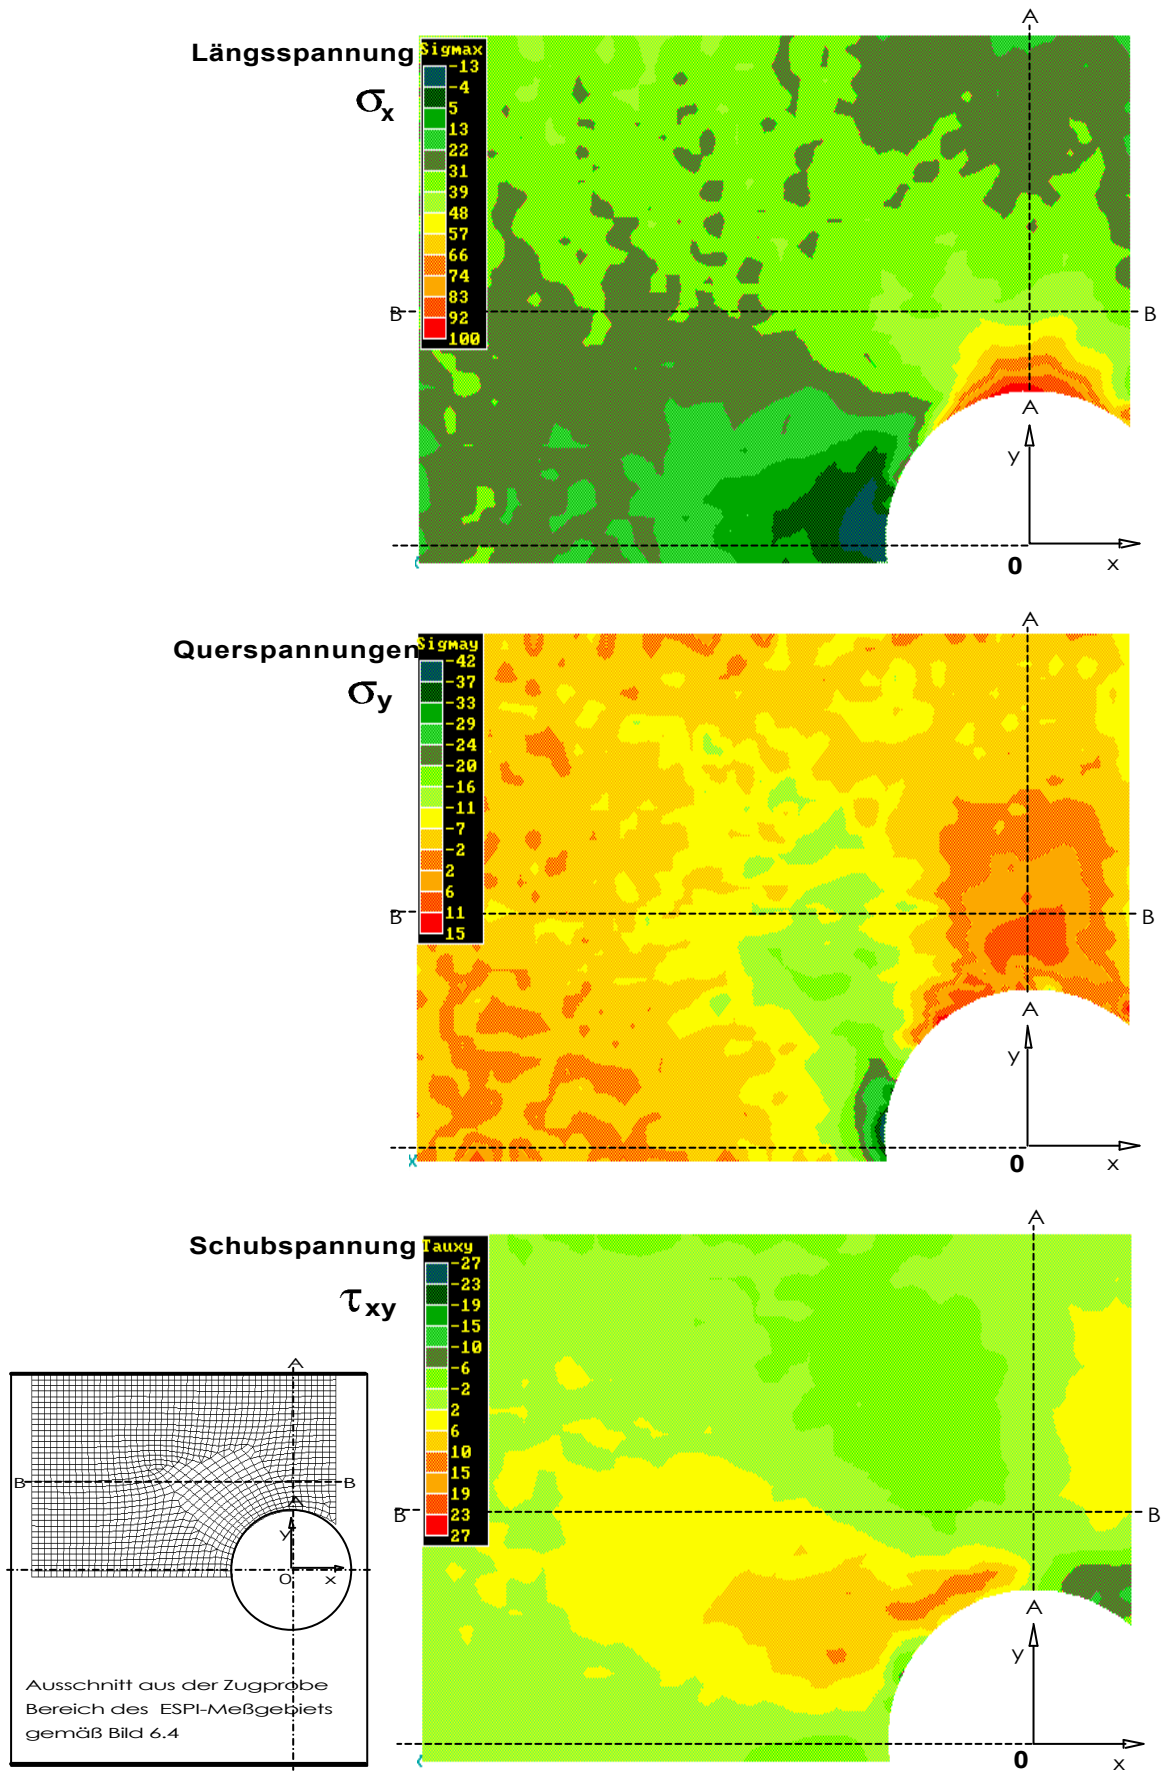 A
Längsspannung
σx
Sigmax
-13
-4
5
13
22
31
39
48
57
66
74
83
92
100
B
B
A
y
0
x
A
Querspannungen
σy
Sigmay
-42
-37
-33
-29
-24
-20
-16
-11
-7
-2
2
6
11
15
B
B
A
y
0
x
x
A
Schubspannung
τxy
Tauxy
-27
-23
-19
-15
-10
-6
-2
2
6
10
15
19
23
27
B
B
A
y
0
x
A
B
B
A
y
0
x
Ausschnitt aus der Zugprobe
Bereich des ESPI-Meßgebiets
gemäß Bild 6.4